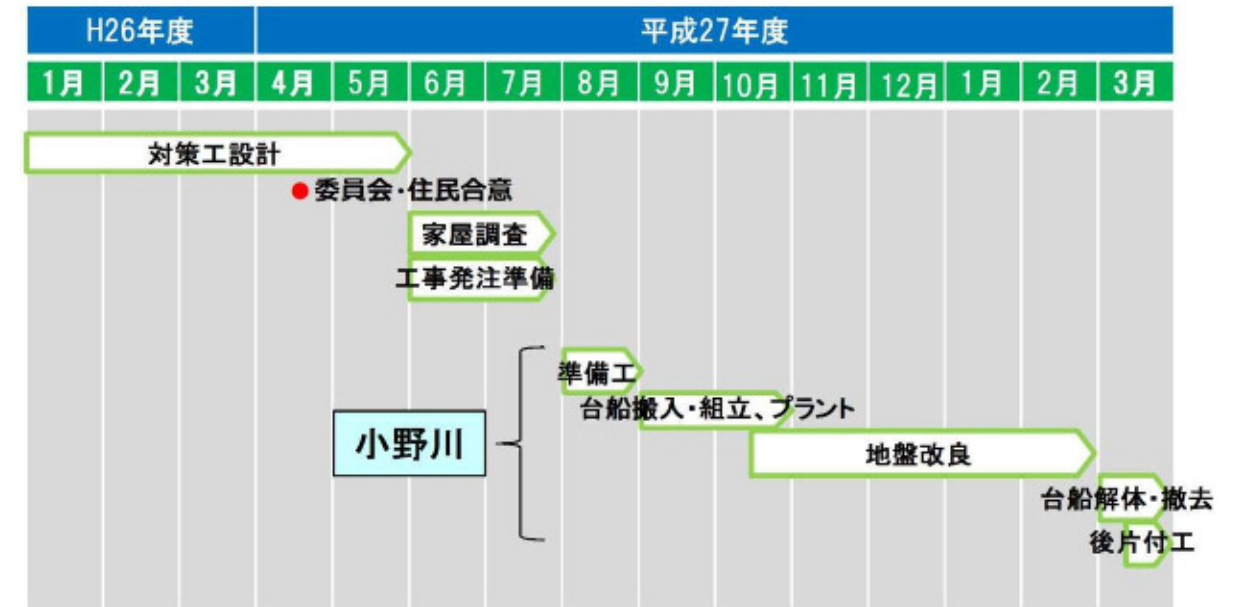 H26年度 平成27年度
1月 2月 3月 4月 5月 6月 7月 8月 9月 10月 11月 12月 1月 2月 3月
対策工設計
●委員会・住民合意
家屋調査
工事発注準備
準備工
台船搬入・組立、プラント
小野川
地盤改良
台船解体・撤去
後片付工